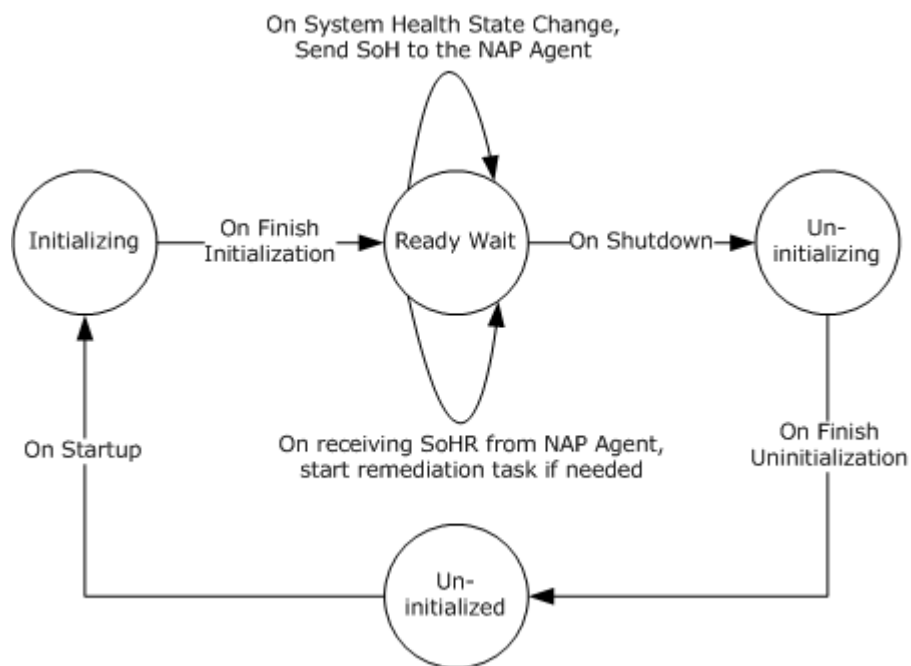 On System Health State Change,
Send SoH to the NAP Agent
Initializing
On Finish
Initialization
Ready Wait
On Shutdown
Un-
initializing
On Startup
On receiving SoHR from NAP Agent,
start remediation task if needed
On Finish
Uninitialization
Un-
initialized